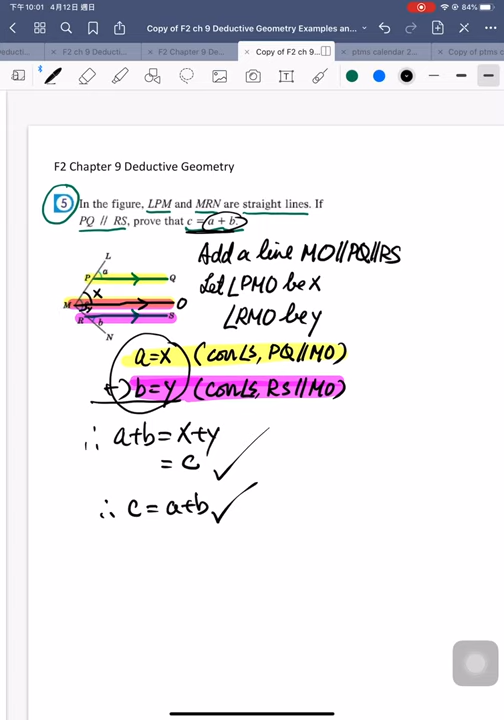 下午10:01 4月12日 週日
84%
Copy of F2 ch 9 Deductive Geometry Examples an
educti...
F2 ch 9 Deducti...
F2 Chapter 9 De...
Copy of F2 ch 9
ptms calendar 2
Copy of ptms
F2 Chapter 9 Deductive Geometry
5 In the figure, LPM and MRN are straight lines. If
PQ // RS, prove that c = a + b.
L
P a Q
x
M O
y
R b S
N
Add a line MO//PQ//RS
Let ∠PMO be x
∠RMO be y
a=x (corr.∠s, PQ//MO)
+) b=y (corr.∠s, RS//MO)
∴ a+b=x+y
= c
∴ c = a+b